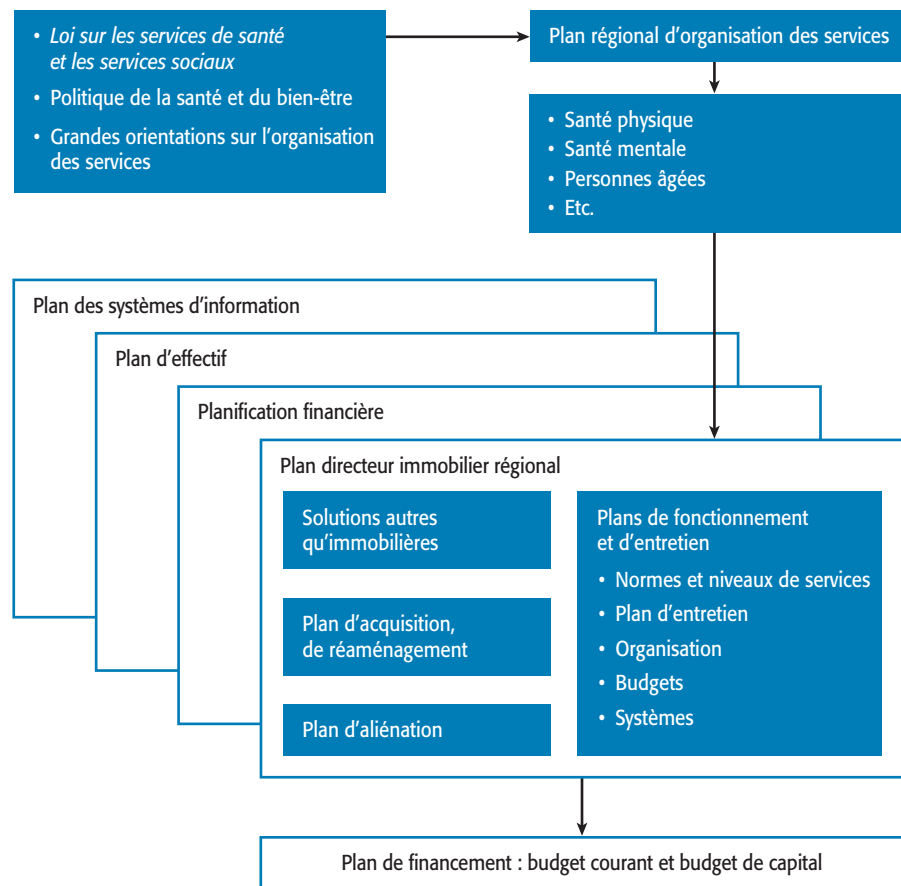 • Loi sur les services de santé
et les services sociaux
• Politique de la santé et du bien-être
• Grandes orientations sur l'organisation
des services
Plan régional d'organisation des services
• Santé physique
• Santé mentale
• Personnes âgées
• Etc.
Plan des systèmes d'information
Plan d'effectif
Planification financière
Plan directeur immobilier régional
Solutions autres
qu'immobilières
Plan d'acquisition,
de réaménagement
Plan d'aliénation
Plans de fonctionnement
et d'entretien
• Normes et niveaux de services
• Plan d'entretien
• Organisation
• Budgets
• Systèmes
Plan de financement : budget courant et budget de capital